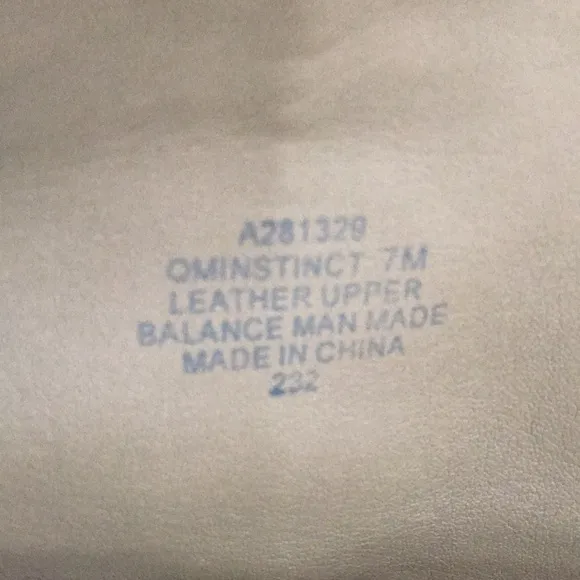 A281329
OMINSTINCT 7M
LEATHER UPPER
BALANCE MAN MADE
MADE IN CHINA
232